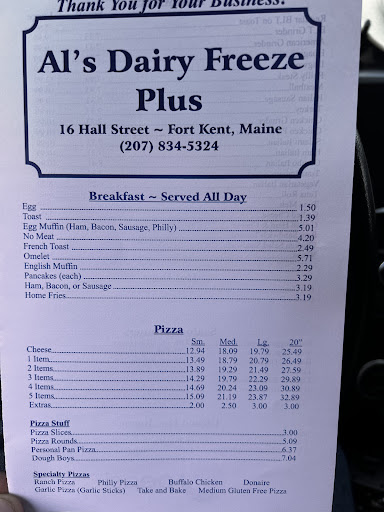 Thank You for Your Business!
Al's Dairy Freeze
Plus
16 Hall Street ~ Fort Kent, Maine
(207) 834-5324
Breakfast ~ Served All Day
Egg 1.50
Toast 1.39
Egg Muffin (Ham, Bacon, Sausage, Philly) 5.01
No Meat 4.20
French Toast 2.49
Omelet 5.71
English Muffin 2.29
Pancakes (each) 3.29
Ham, Bacon, or Sausage 3.19
Home Fries 3.19
Pizza
Sm. Med. Lg. 20"
Cheese 12.94 18.09 19.79 25.49
1 Item 13.49 18.79 20.79 26.49
2 Items 13.89 19.29 21.49 27.59
3 Items 14.29 19.79 22.29 29.89
4 Items 14.69 20.24 23.09 30.89
5 Items 15.09 21.19 23.87 32.89
Extras 2.00 2.50 3.00 3.00
Pizza Stuff
Pizza Slices 3.00
Pizza Rounds 5.09
Personal Pan Pizza 6.37
Dough Boys 7.04
Specialty Pizzas
Ranch Pizza Philly Pizza Buffalo Chicken Donaire
Garlic Pizza (Garlic Sticks) Take and Bake Medium Gluten Free Pizza